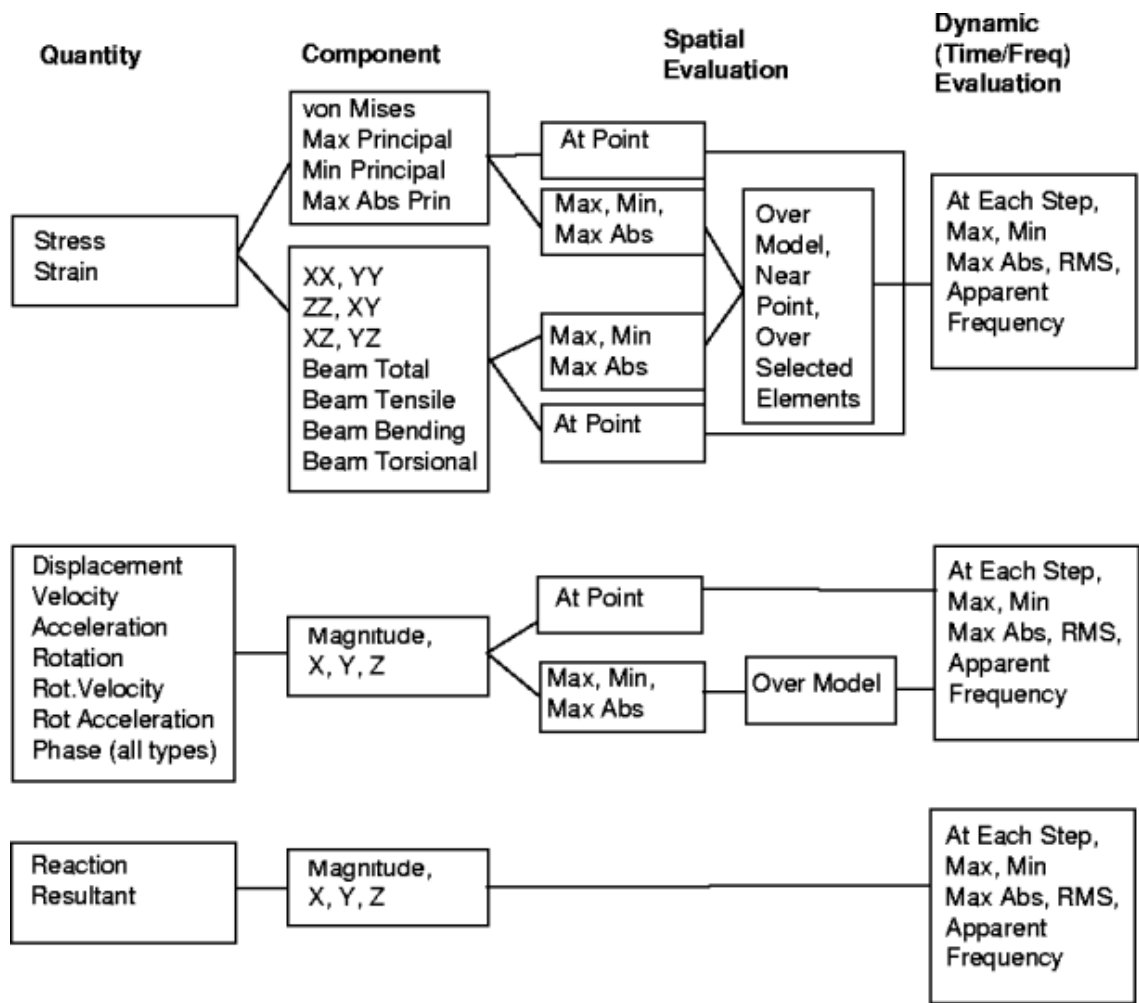 Quantity
Component
Spatial
Evaluation
Dynamic
(Time/Freq)
Evaluation
Stress
Strain
von Mises
Max Principal
Min Principal
Max Abs Prin
XX, YY
ZZ, XY
XZ, YZ
Beam Total
Beam Tensile
Beam Bending
Beam Torsional
At Point
Max, Min,
Max Abs
Max, Min
Max Abs
At Point
Over
Model,
Near
Point,
Over
Selected
Elements
At Each Step,
Max, Min
Max Abs, RMS,
Apparent
Frequency
Displacement
Velocity
Acceleration
Rotation
Rot.Velocity
Rot Acceleration
Phase (all types)
Magnitude,
X, Y, Z
At Point
Max, Min,
Max Abs
Over Model
At Each Step,
Max, Min
Max Abs, RMS,
Apparent
Frequency
Reaction
Resultant
Magnitude,
X, Y, Z
At Each Step,
Max, Min
Max Abs, RMS,
Apparent
Frequency